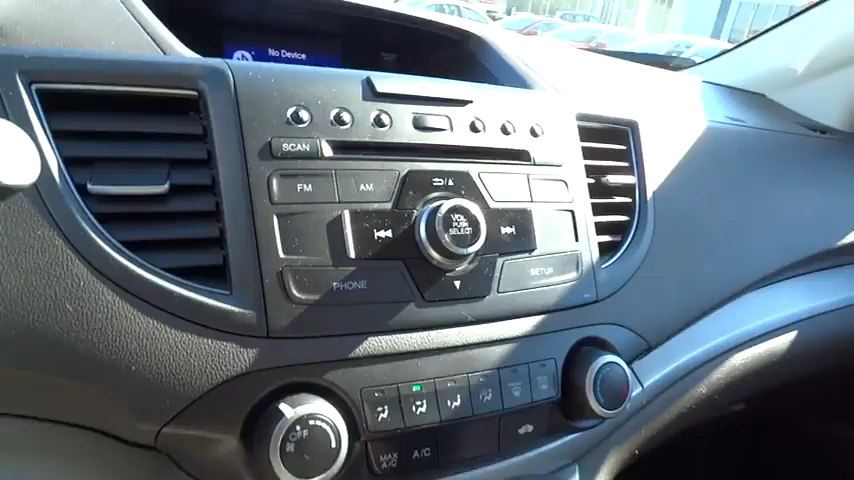 No Device
SCAN
FM
AM
VOL
PUSH
SELECT
PHONE
SETUP
OFF
MAX
A/C
A/C